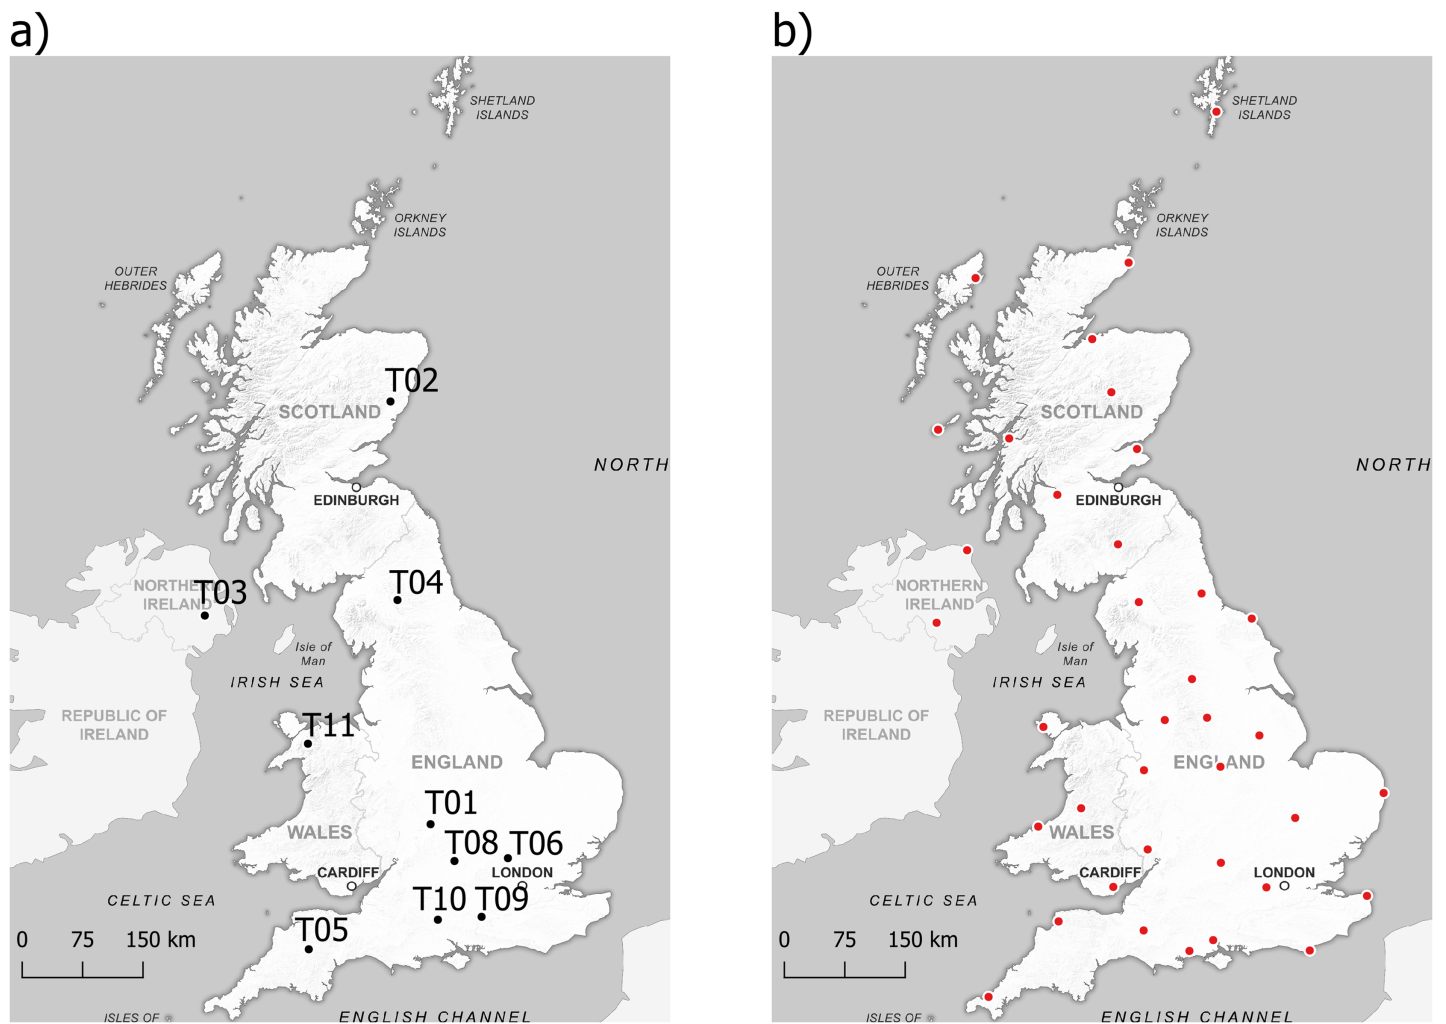 a)
SHETLAND
ISLANDS
ORKNEY
ISLANDS
OUTER
HEBRIDES
T02
SCOTLAND
NORTH
EDINBURGH
T04
NORTHERN
IRELAND
T03
Isle of
Man
IRISH SEA
REPUBLIC OF
IRELAND
T11
ENGLAND
T01
WALES
T08
T06
CARDIFF
LONDON
CELTIC SEA
T10
T09
T05
0 75 150 km
ISLES OF
ENGLISH CHANNEL
b)
SHETLAND
ISLANDS
ORKNEY
ISLANDS
OUTER
HEBRIDES
SCOTLAND
NORTH
EDINBURGH
NORTHERN
IRELAND
Isle of
Man
IRISH SEA
REPUBLIC OF
IRELAND
ENGLAND
WALES
CARDIFF
LONDON
CELTIC SEA
0 75 150 km
ISLES OF
ENGLISH CHANNEL